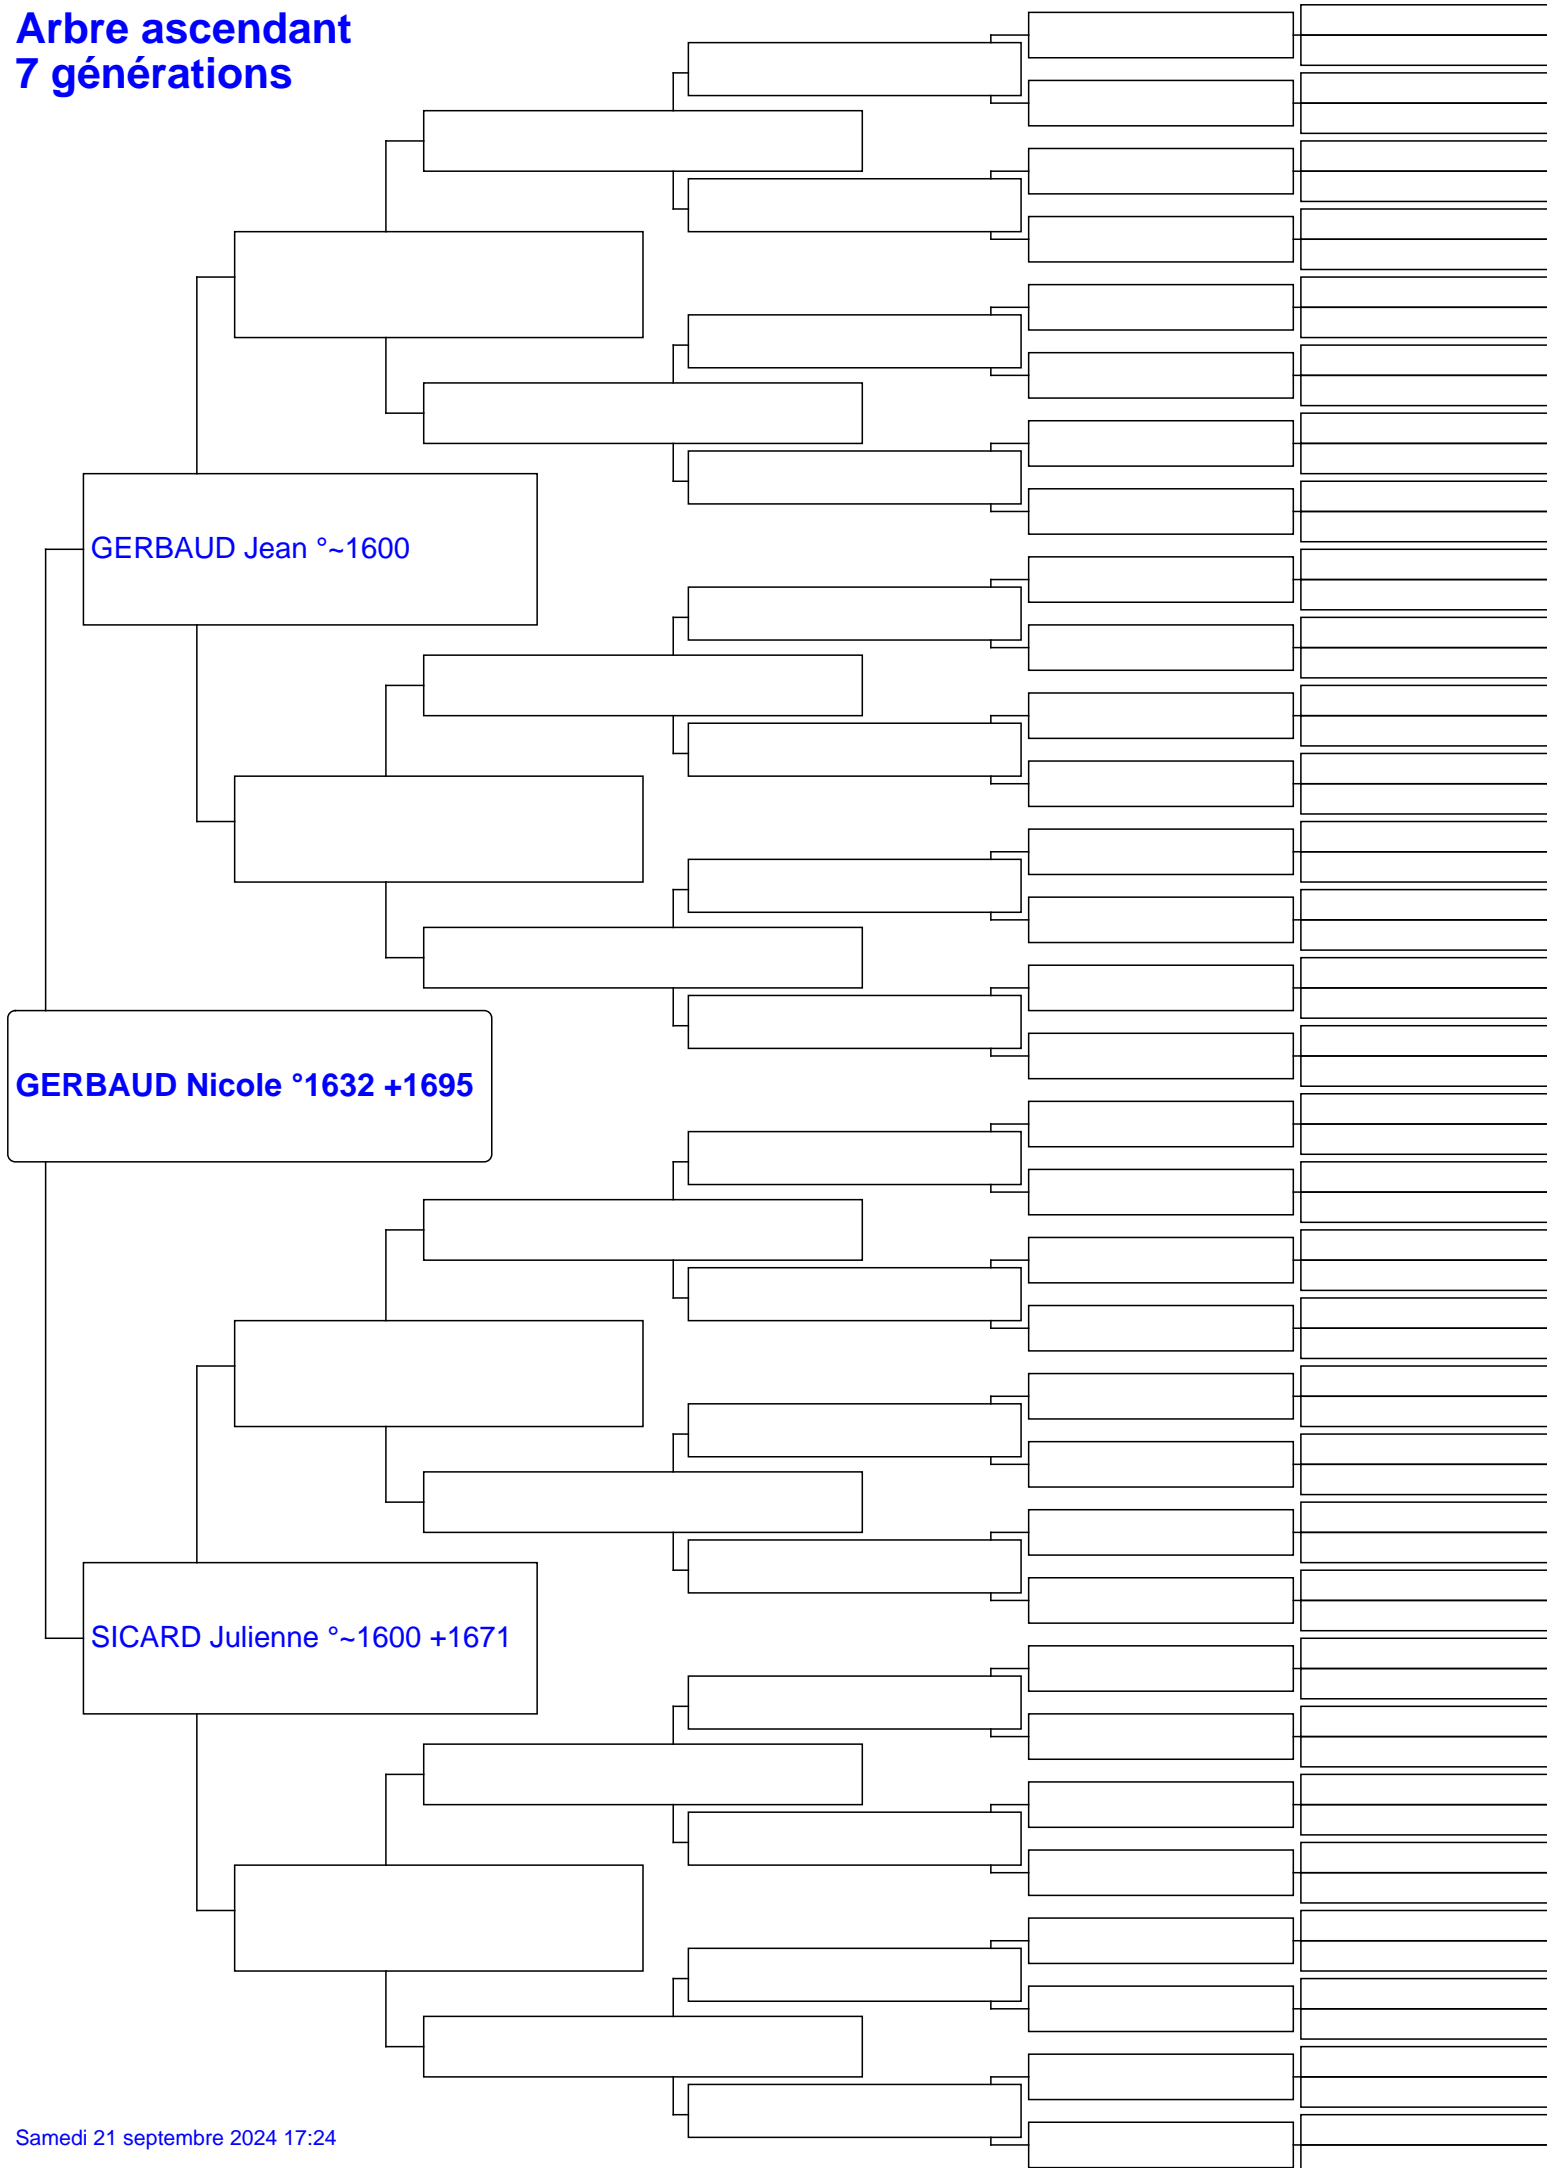 Arbre ascendant
7 générations
GERBAUD Jean °~1600
GERBAUD Nicole °1632 +1695
SICARD Julienne °~1600 +1671
Samedi 21 septembre 2024 17:24